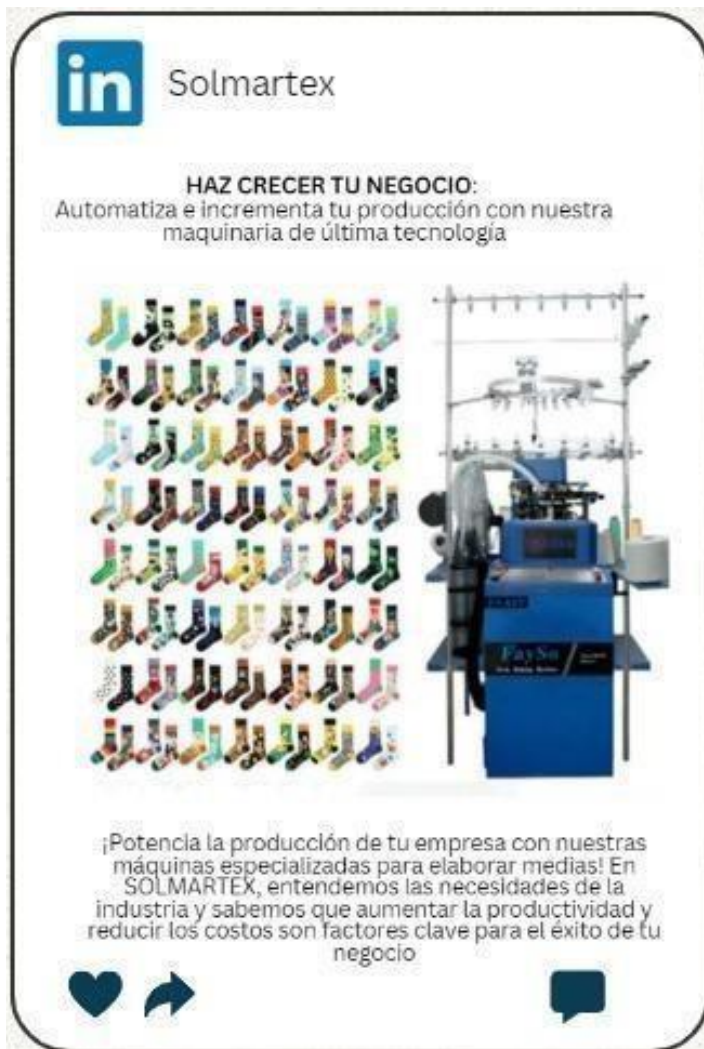 in Solmartex
HAZ CRECER TU NEGOCIO:
Automatiza e incrementa tu producción con nuestra
maquinaria de última tecnología
FaySo
¡Potencia la producción de tu empresa con nuestras
máquinas especializadas para elaborar medias! En
SOLMARTEX, entendemos las necesidades de la
industria y sabemos que aumentar la productividad y
reducir los costos son factores clave para el éxito de tu
negocio